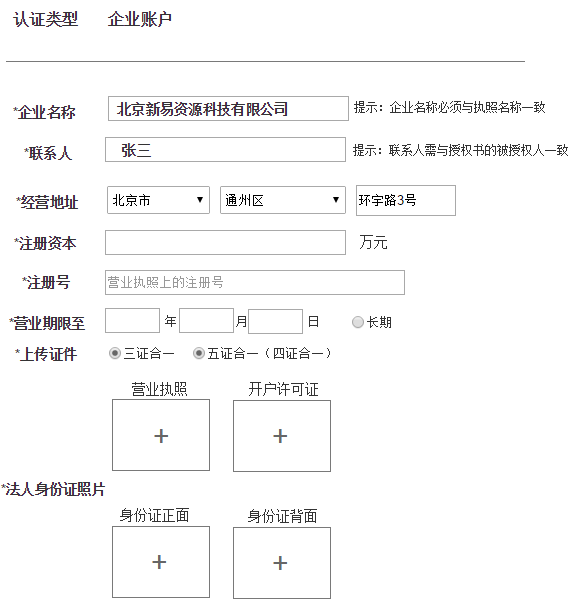 认证类型 企业账户
*企业名称 北京新易资源科技有限公司 提示：企业名称必须与执照名称一致
*联系人 张三 提示：联系人需与授权书的被授权人一致
*经营地址 北京市 通州区 环宇路3号
*注册资本 万元
*注册号 营业执照上的注册号
*营业期限至 年 月 日 长期
*上传证件 三证合一 五证合一（四证合一）
营业执照 开户许可证
+ +
*法人身份证照片
身份证正面 身份证背面
+ +